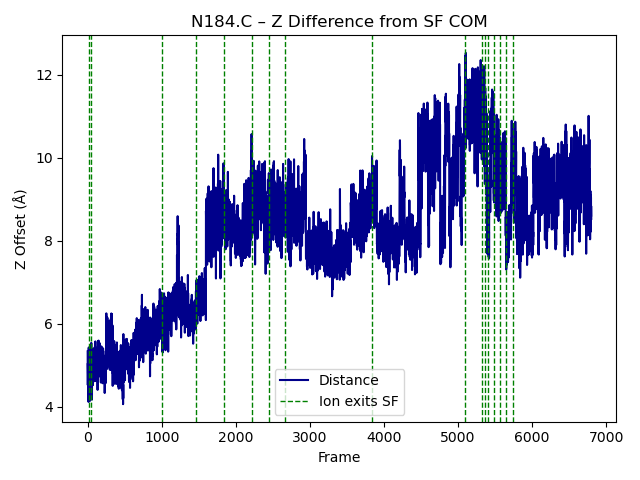 N184.C – Z Difference from SF COM
Z Offset (Å)
12
10
8
6
4
Distance
Ion exits SF
0 1000 2000 3000 4000 5000 6000 7000
Frame